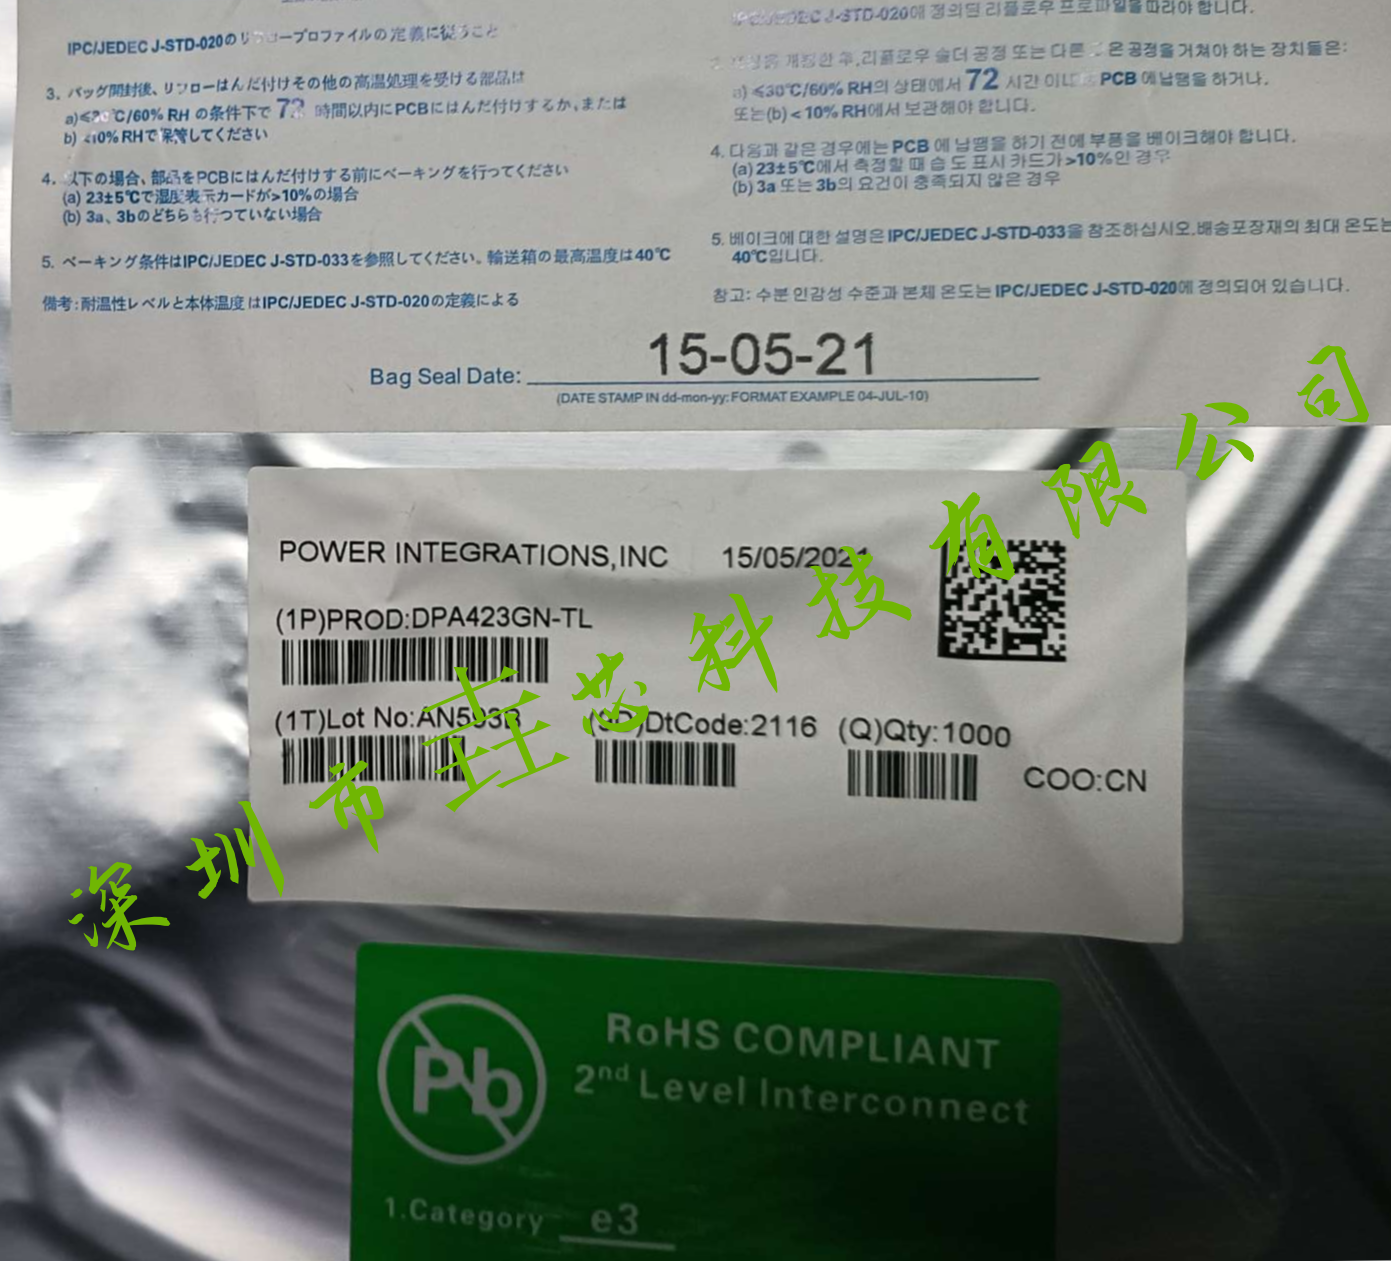 IPC/JEDEC J-STD-020のリフロープロファイルの定義に従うこと
3. バッグ開封後、リフローはんだ付けその他の高温処理を受ける部品は
a)≤30℃/60% RH の条件下で 72 時間以内にPCBにはんだ付けするか、または
b) <10% RHで保管してください
4. 以下の場合、部品をPCBにはんだ付けする前にベーキングを行ってください
(a) 23±5℃で湿度表示カードが>10%の場合
(b) 3a、3bのどちらも行っていない場合
5. ベーキング条件はIPC/JEDEC J-STD-033を参照してください。輸送箱の最高温度は40℃
備考:耐温性レベルと本体温度はIPC/JEDEC J-STD-020の定義による
IPC/JEDEC J-STD-020에 정의된 리플로우 프로파일을 따라야 합니다.
개봉한 후,리플로우 솔더 공정 또는 다른 공정을 거쳐야 하는 장치들은:
a) ≤30℃/60% RH의 상태에서 72 시간 이내 PCB 에납땜을 하거나.
또는(b) < 10% RH에서 보관해야 합니다.
4. 다음과 같은 경우에는 PCB 에 납땜을 하기 전에 부품을 베이크해야 합니다.
(a) 23±5℃에서 측정할 때 습 도 표시 카드가 >10%인 경우
(b) 3a 또는 3b의 요건이 충족되지 않은 경우
5. 베이크에 대한 설명은 IPC/JEDEC J-STD-033을 참조하십시오.배송포장재의 최대 온도는
40℃입니다.
참고: 수분 인감성 수준과 본체 온도는 IPC/JEDEC J-STD-020에 정의되어 있습니다.
Bag Seal Date: 15-05-21
(DATE STAMP IN dd-mon-yy: FORMAT EXAMPLE 04-JUL-10)
POWER INTEGRATIONS,INC 15/05/2021
(1P)PROD:DPA423GN-TL
(1T)Lot No:AN593B (9D)DtCode:2116 (Q)Qty:1000
COO:CN
深圳市珪芯科技有限公司
Pb
RoHS COMPLIANT
2nd Level Interconnect
1.Category e3